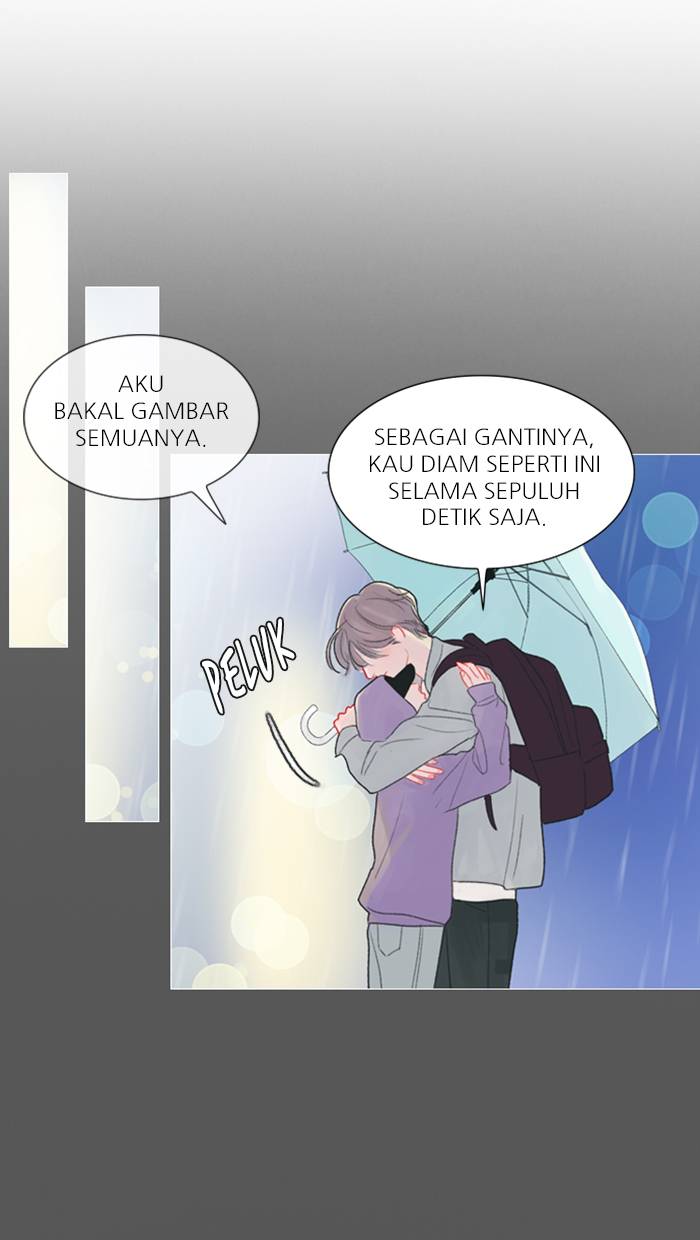 AKU
BAKAL GAMBAR
SEMUANYA.
SEBAGAI GANTINYA,
KAU DIAM SEPERTI INI
SELAMA SEPULUH
DETIK SAJA.
PELUK